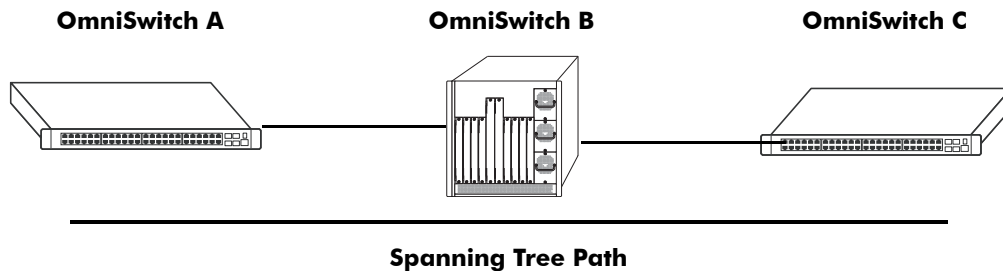 OmniSwitch A
OmniSwitch B
OmniSwitch C
Spanning Tree Path